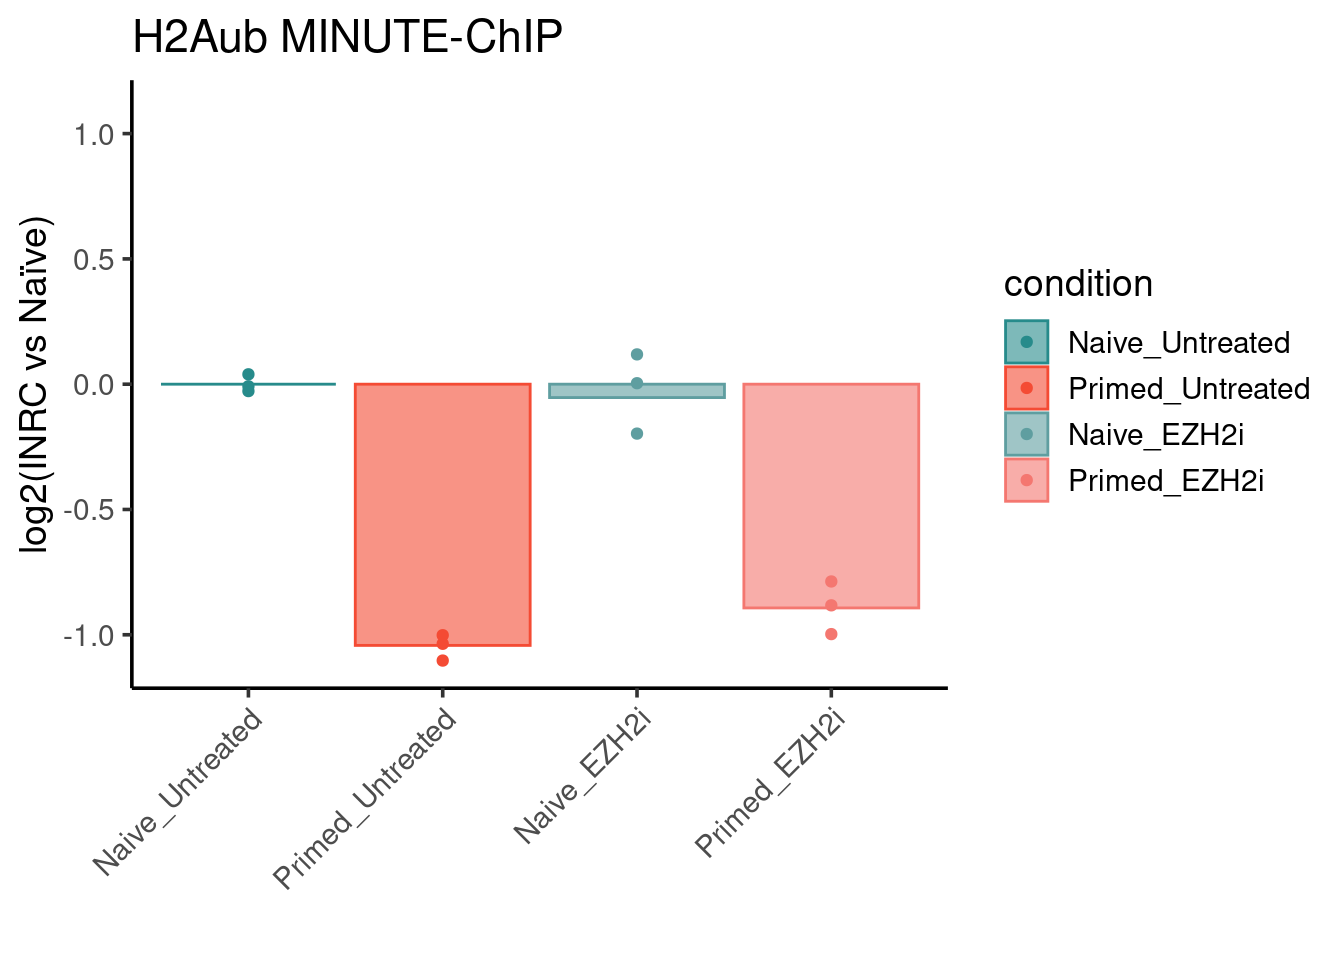 H2Aub MINUTE-ChIP
log2(INRC vs Naïve)
1.0
0.5
0.0
-0.5
-1.0
Naive_Untreated
Primed_Untreated
Naive_EZH2i
Primed_EZH2i
condition
Naive_Untreated
Primed_Untreated
Naive_EZH2i
Primed_EZH2i